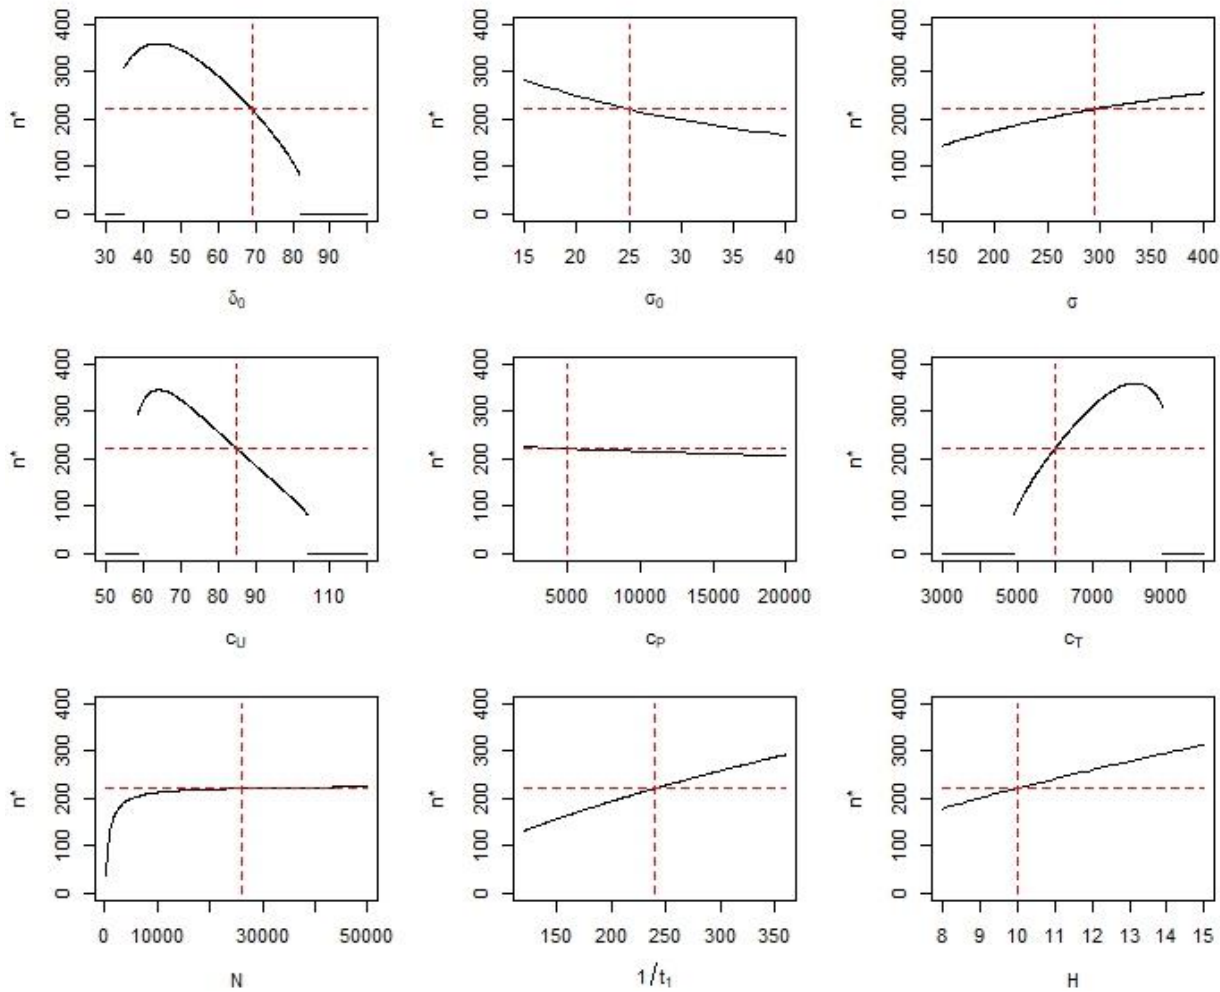 n* 0 100 200 300 400
30 40 50 60 70 80 90
δ₀
n* 0 100 200 300 400
15 20 25 30 35 40
σ₀
n* 0 100 200 300 400
150 200 250 300 350 400
σ
n* 0 100 200 300 400
50 60 70 80 90 110
c_U
n* 0 100 200 300 400
5000 10000 15000 20000
c_P
n* 0 100 200 300 400
3000 5000 7000 9000
c_T
n* 0 100 200 300 400
0 10000 30000 50000
N
n* 0 100 200 300 400
150 200 250 300 350
1/t₁
n* 0 100 200 300 400
8 9 10 11 12 13 14 15
H